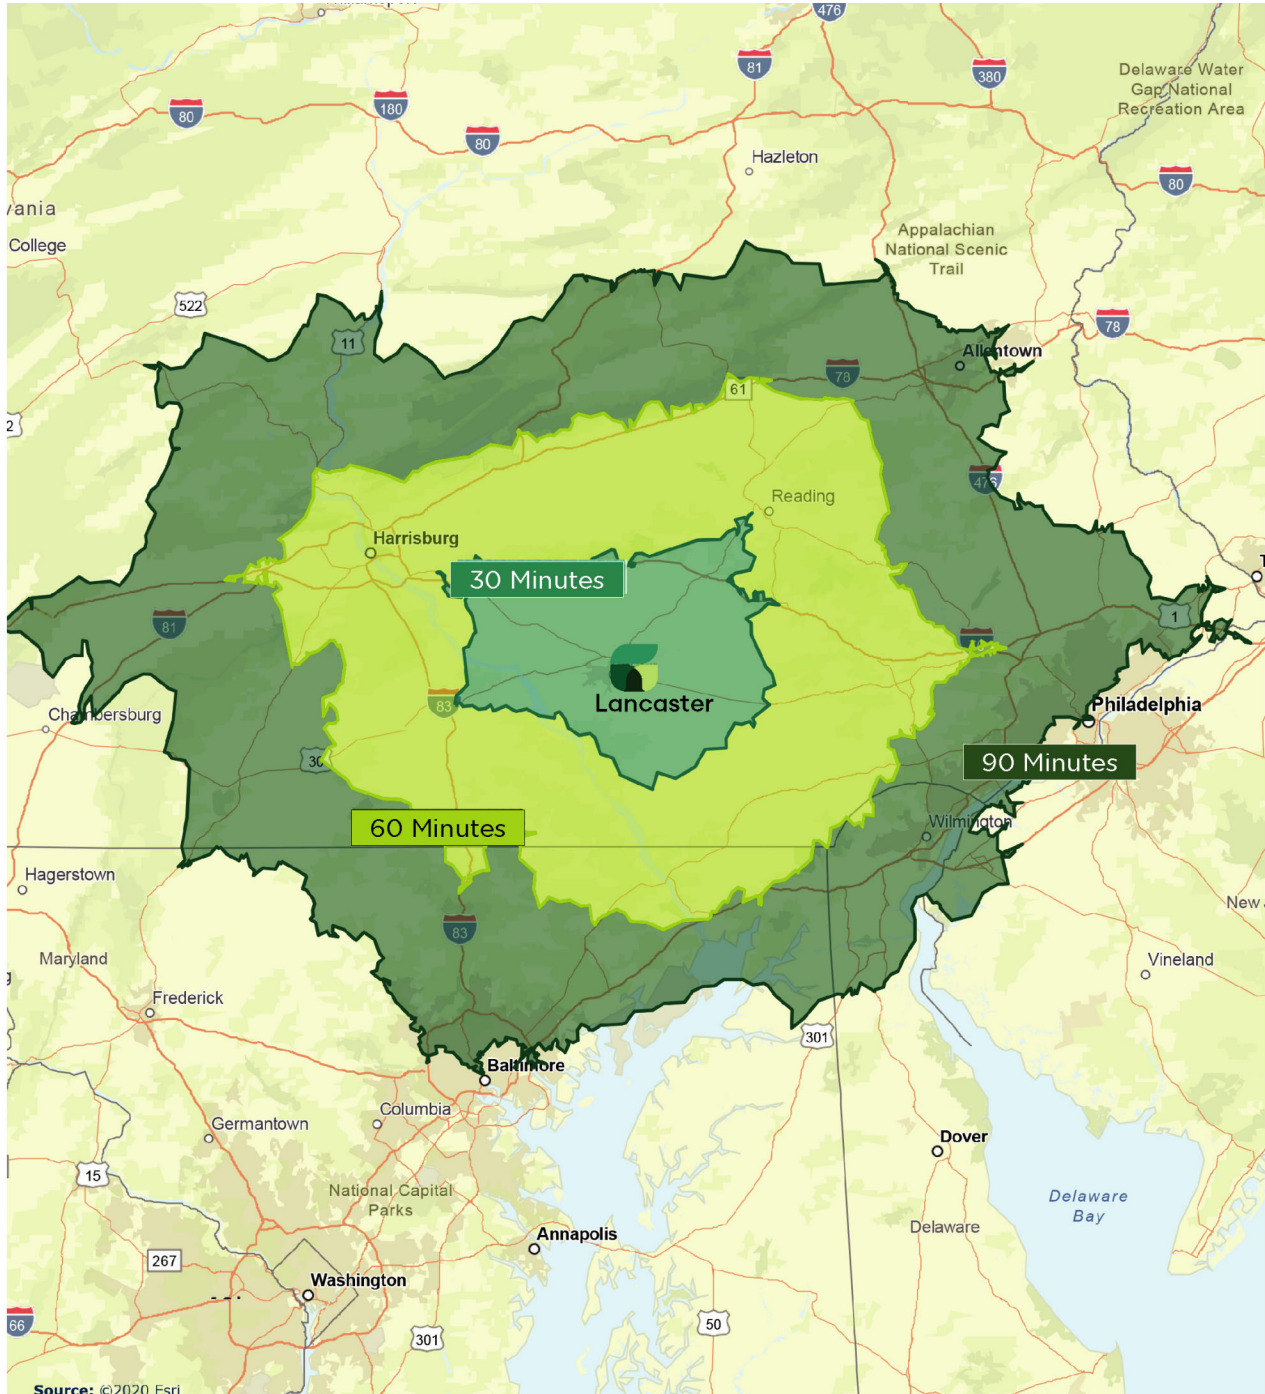 476
81
380
Delaware Water
Gap National
Recreation Area
80
180
80
Hazleton
80
vania
College
Appalachian
National Scenic
Trail
522
78
11
Allentown
78
61
2
476
Reading
Harrisburg
30 Minutes
81
1
83
Lancaster
Chambersburg
Philadelphia
30
90 Minutes
60 Minutes
Wilmington
Hagerstown
New
83
Maryland
Vineland
Frederick
301
Baltimore
Columbia
Germantown
Dover
15
National Capital
Parks
Delaware
Bay
Annapolis
Delaware
267
Washington
66
301
50
Source: ©2020 Esri